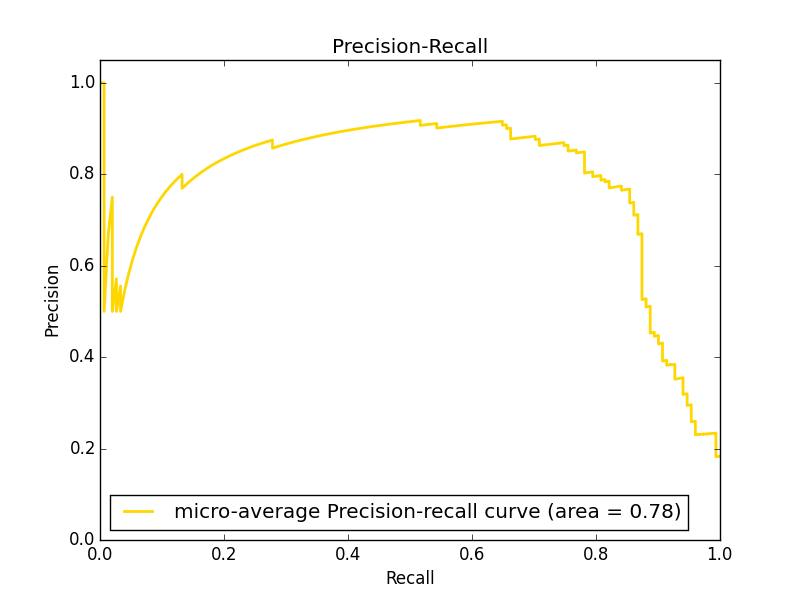 Precision-Recall
1.0
0.8
0.6
0.4
0.2
0.0
Precision
micro-average Precision-recall curve (area = 0.78)
0.0 0.2 0.4 0.6 0.8 1.0
Recall